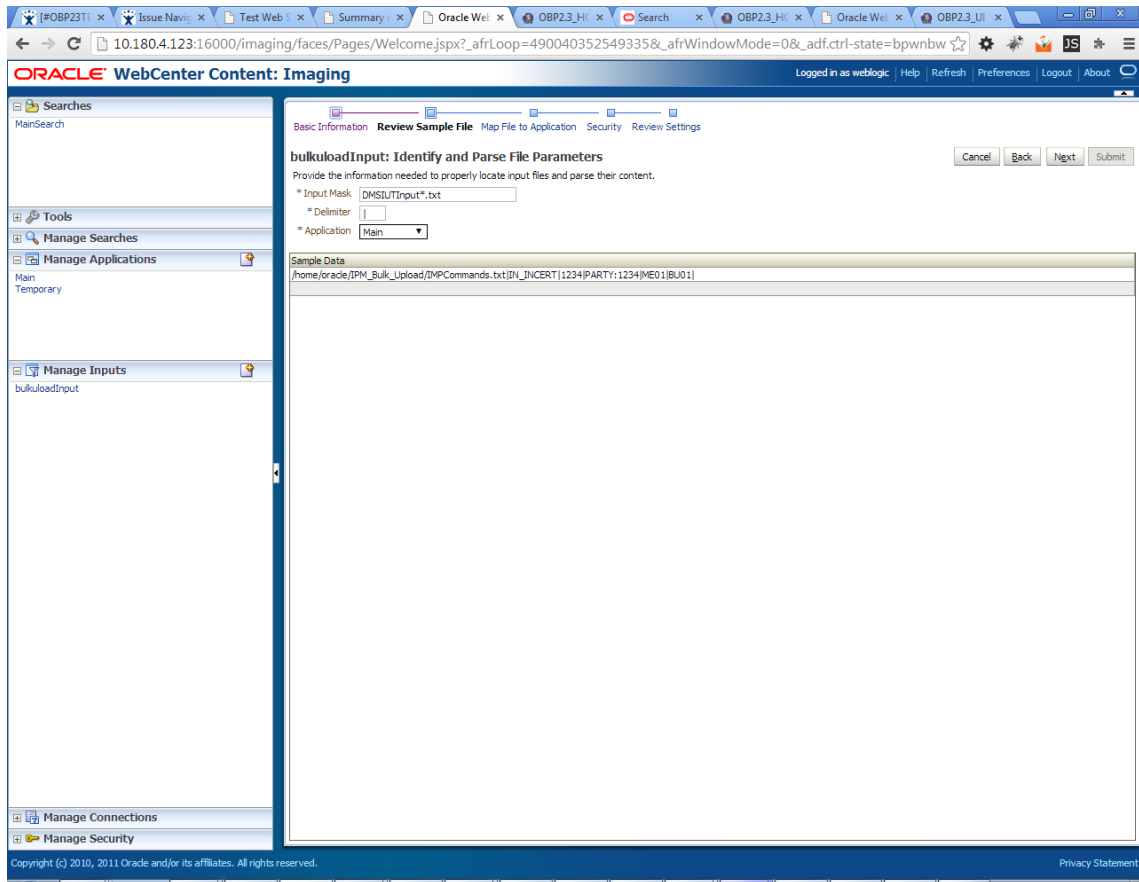 [#OBP23TE
Issue Navig
Test Web S
Summary
Oracle Web
OBP2.3_HO
Search
OBP2.3_H
Oracle Web
OBP2.3_UI
10.180.4.123:16000/imaging/faces/Pages/Welcome.jspx?_afrLoop=490040352549335&_afrWindowMode=0&_adf.ctrl-state=bpwnbw
JS
ORACLE WebCenter Content: Imaging
Logged in as weblogic Help Refresh Preferences Logout About
Searches
MainSearch
Tools
Manage Searches
Manage Applications
Main
Temporary
Manage Inputs
bulkuloadInput
Manage Connections
Manage Security
Basic Information Review Sample File Map File to Application Security Review Settings
bulkuloadInput: Identify and Parse File Parameters
Cancel Back Next Submit
Provide the information needed to properly locate input files and parse their content.
* Input Mask DMSIUTInput*.txt
* Delimiter |
* Application Main
Sample Data
/home/oracle/IPM_Bulk_Upload/IMPCommands.txt|IN_INCERT|1234|PARTY:1234|ME01|BU01|
Copyright (c) 2010, 2011 Oracle and/or its affiliates. All rights reserved.
Privacy Statement